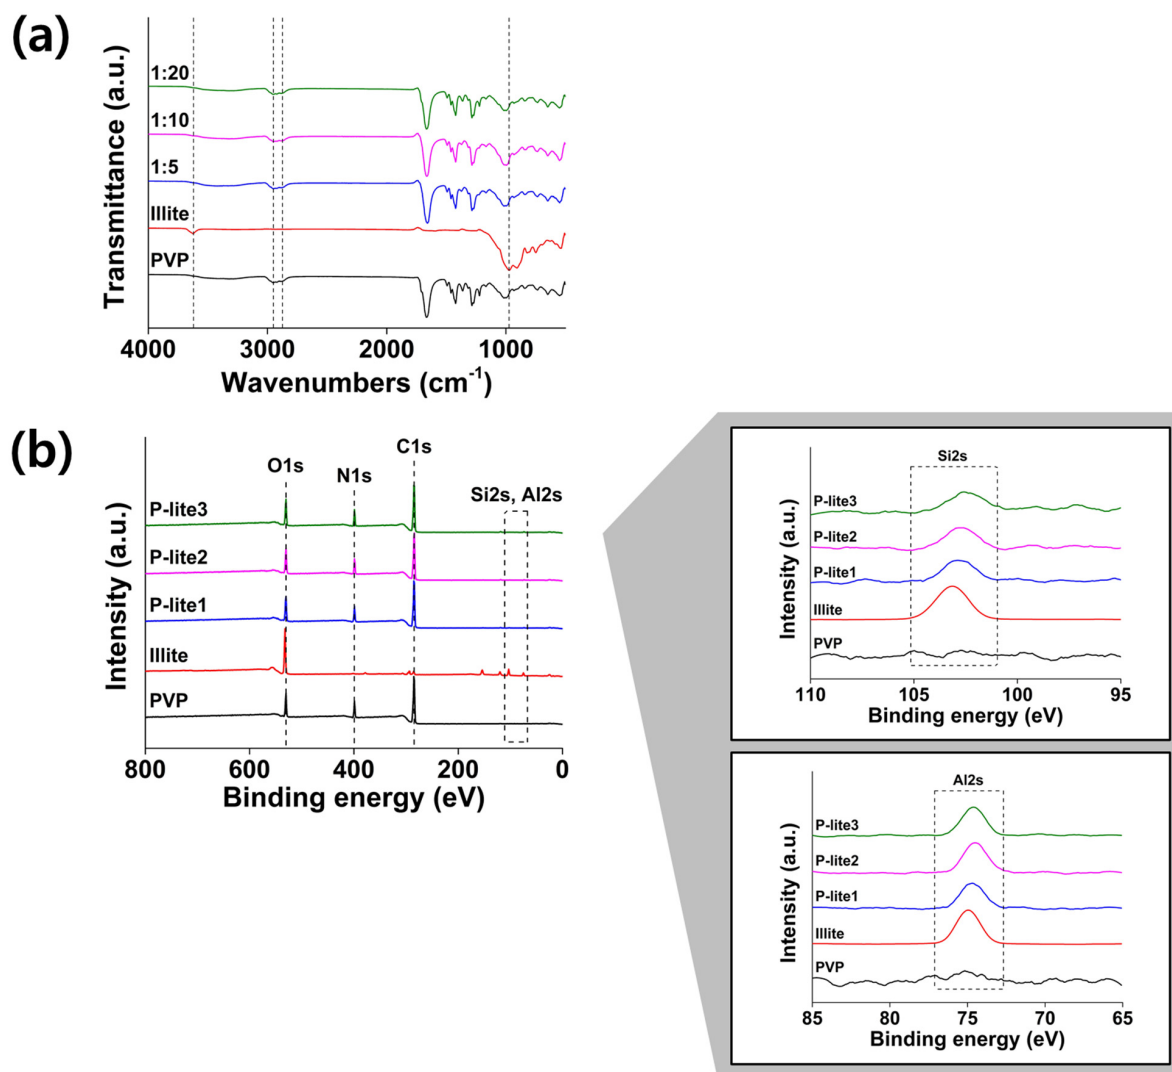 (a)
Transmittance (a.u.)
1:20
1:10
1:5
Illite
PVP
4000 3000 2000 1000
Wavenumbers (cm⁻¹)
(b)
Intensity (a.u.)
O1s N1s C1s Si2s, Al2s
P-lite3
P-lite2
P-lite1
Illite
PVP
800 600 400 200 0
Binding energy (eV)
Intensity (a.u.)
Si2s
P-lite3
P-lite2
P-lite1
Illite
PVP
110 105 100 95
Binding energy (eV)
Intensity (a.u.)
Al2s
P-lite3
P-lite2
P-lite1
Illite
PVP
85 80 75 70 65
Binding energy (eV)